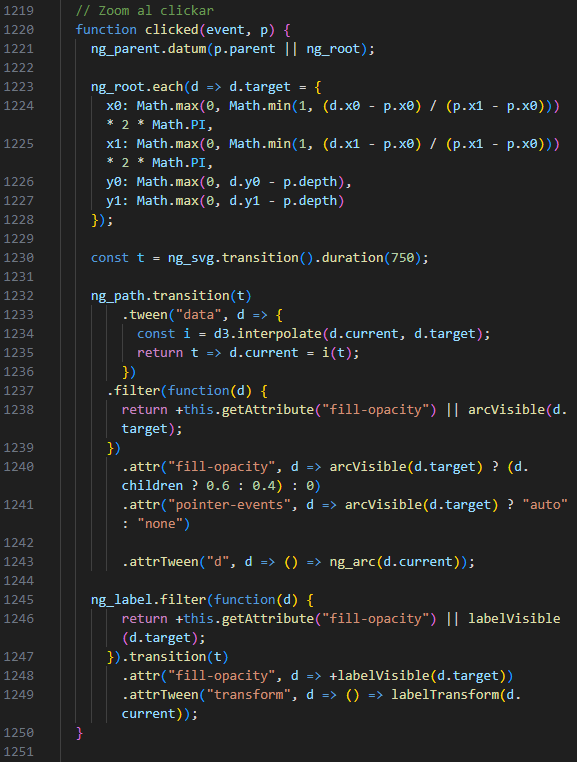 1219 // Zoom al clickar
1220 function clicked(event, p) {
1221 ng_parent.datum(p.parent || ng_root);
1222
1223 ng_root.each(d => d.target = {
1224 x0: Math.max(0, Math.min(1, (d.x0 - p.x0) / (p.x1 - p.x0)))
* 2 * Math.PI,
1225 x1: Math.max(0, Math.min(1, (d.x1 - p.x0) / (p.x1 - p.x0)))
* 2 * Math.PI,
1226 y0: Math.max(0, d.y0 - p.depth),
1227 y1: Math.max(0, d.y1 - p.depth)
1228 });
1229
1230 const t = ng_svg.transition().duration(750);
1231
1232 ng_path.transition(t)
1233 .tween("data", d => {
1234 const i = d3.interpolate(d.current, d.target);
1235 return t => d.current = i(t);
1236 })
1237 .filter(function(d) {
1238 return +this.getAttribute("fill-opacity") || arcVisible(d.
target);
1239 })
1240 .attr("fill-opacity", d => arcVisible(d.target) ? (d.
children ? 0.6 : 0.4) : 0)
1241 .attr("pointer-events", d => arcVisible(d.target) ? "auto"
: "none")
1242
1243 .attrTween("d", d => () => ng_arc(d.current));
1244
1245 ng_label.filter(function(d) {
1246 return +this.getAttribute("fill-opacity") || labelVisible
(d.target);
1247 }).transition(t)
1248 .attr("fill-opacity", d => +labelVisible(d.target))
1249 .attrTween("transform", d => () => labelTransform(d.
current));
1250 }
1251